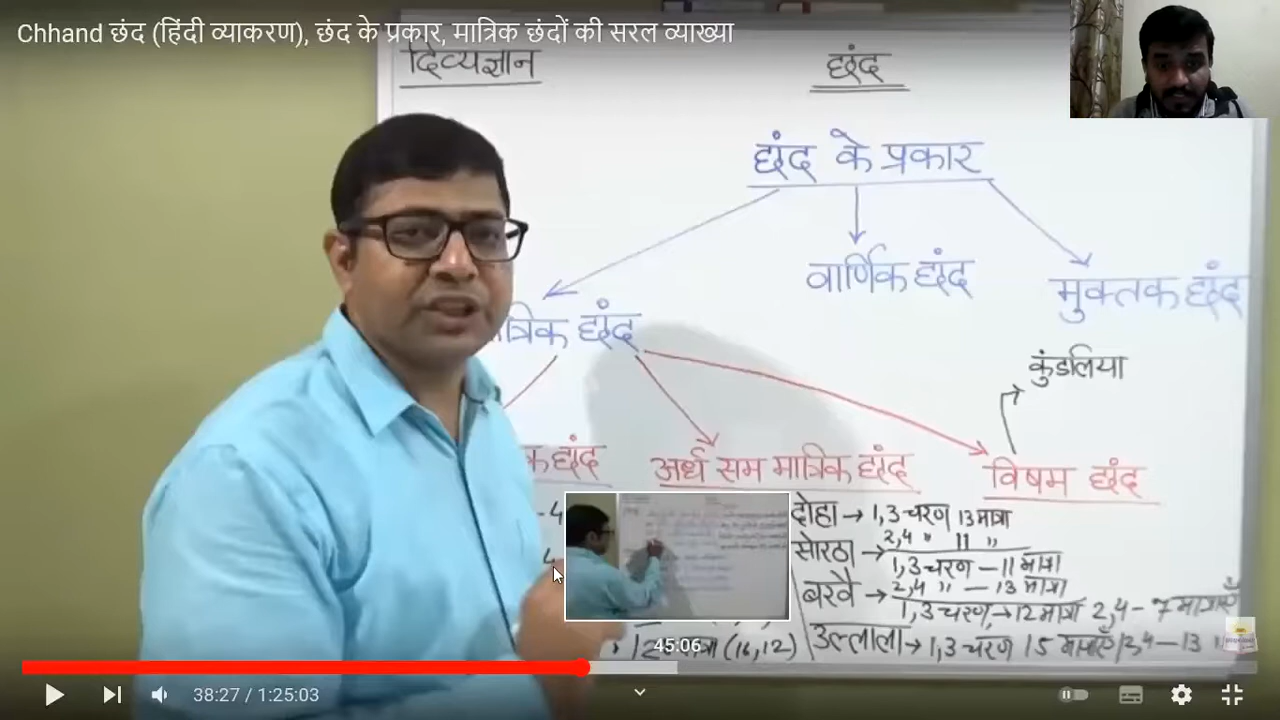 Chhand छंद (हिंदी व्याकरण), छंद के प्रकार, मात्रिक छंदों की सरल व्याख्या
दिव्यज्ञान
छंद
छंद के प्रकार
वार्णिक छंद
मुक्तक छंद
त्रिक छंद
कुंडलिया
क छंद
अर्ध सम मात्रिक छंद
विषम छंद
दोहा → 1,3 चरण 13 मात्रा
2,4 " 11 "
सोरठा → 1,3 चरण - 11 मात्रा
2,4 " - 13 मात्रा
बरवै → 1,3 चरण, → 12 मात्रा 2,4 - 7 मात्राएँ
उल्लाला → 1,3 चरण 15 मात्राएँ 2,4 - 13 "
- 4
4
(16,12)
45:06
38:27 / 1:25:03